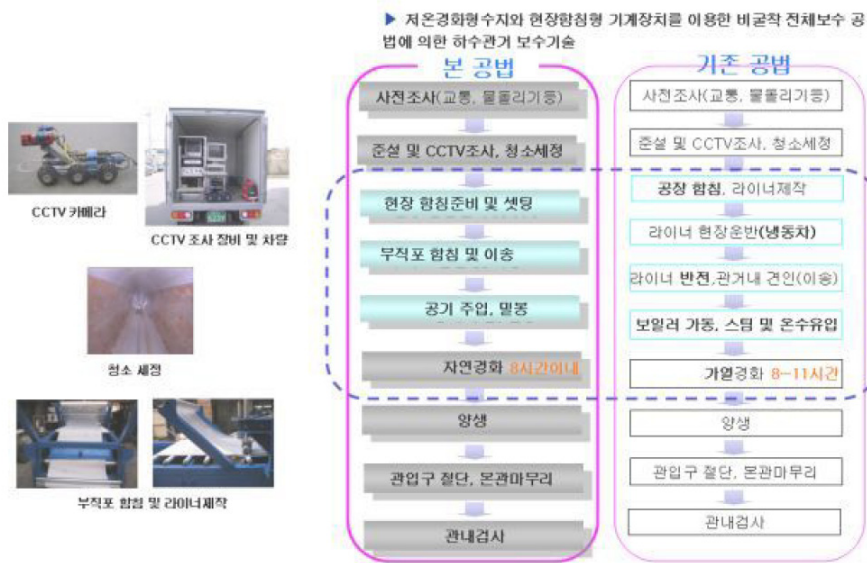 ▶ 저온경화형수지와 현장함침형 기계장치를 이용한 비굴착 전체보수 공
법에 의한 하수관거 보수기술
본 공법
사전조사(교통, 물돌리기등)
준설 및 CCTV조사, 청소세정
현장 함침준비 및 셋팅
부직포 함침 및 이송
공기 주입, 밀봉
자연경화 8시간이내
양생
관입구 절단, 본관마무리
관내검사
기존 공법
사전조사(교통, 물돌리기등)
준설 및 CCTV조사, 청소세정
공장 함침, 라이너제작
라이너 현장운반(냉동차)
라이너 반전,관거내 견인(이송)
보일러 가동, 스팀 및 온수유입
가열경화 8-11시간
양생
관입구 절단, 본관마무리
관내검사
CCTV 카메라
CCTV 조사 장비 및 차량
청소 세정
부직포 함침 및 라이너제작